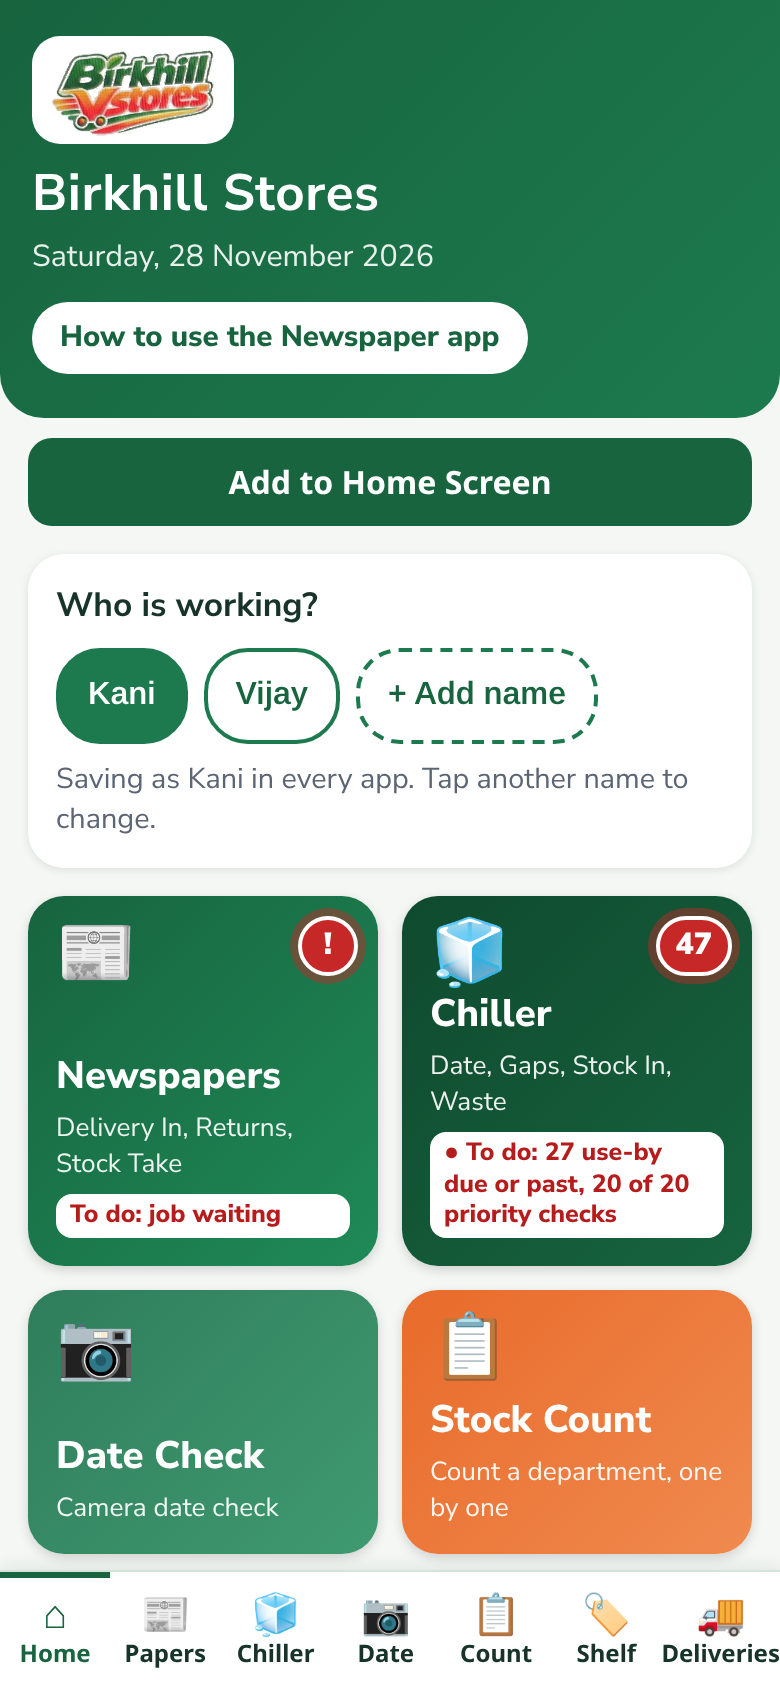 Birkhill
Vstores
Birkhill Stores
Saturday, 28 November 2026
How to use the Newspaper app
Add to Home Screen
Who is working?
Kani
Vijay
+ Add name
Saving as Kani in every app. Tap another name to
change.
!
Newspapers
Delivery In, Returns,
Stock Take
To do: job waiting
47
Chiller
Date, Gaps, Stock In,
Waste
● To do: 27 use-by
due or past, 20 of 20
priority checks
Date Check
Camera date check
Stock Count
Count a department, one
by one
Home
Papers
Chiller
Date
Count
Shelf
Deliveries